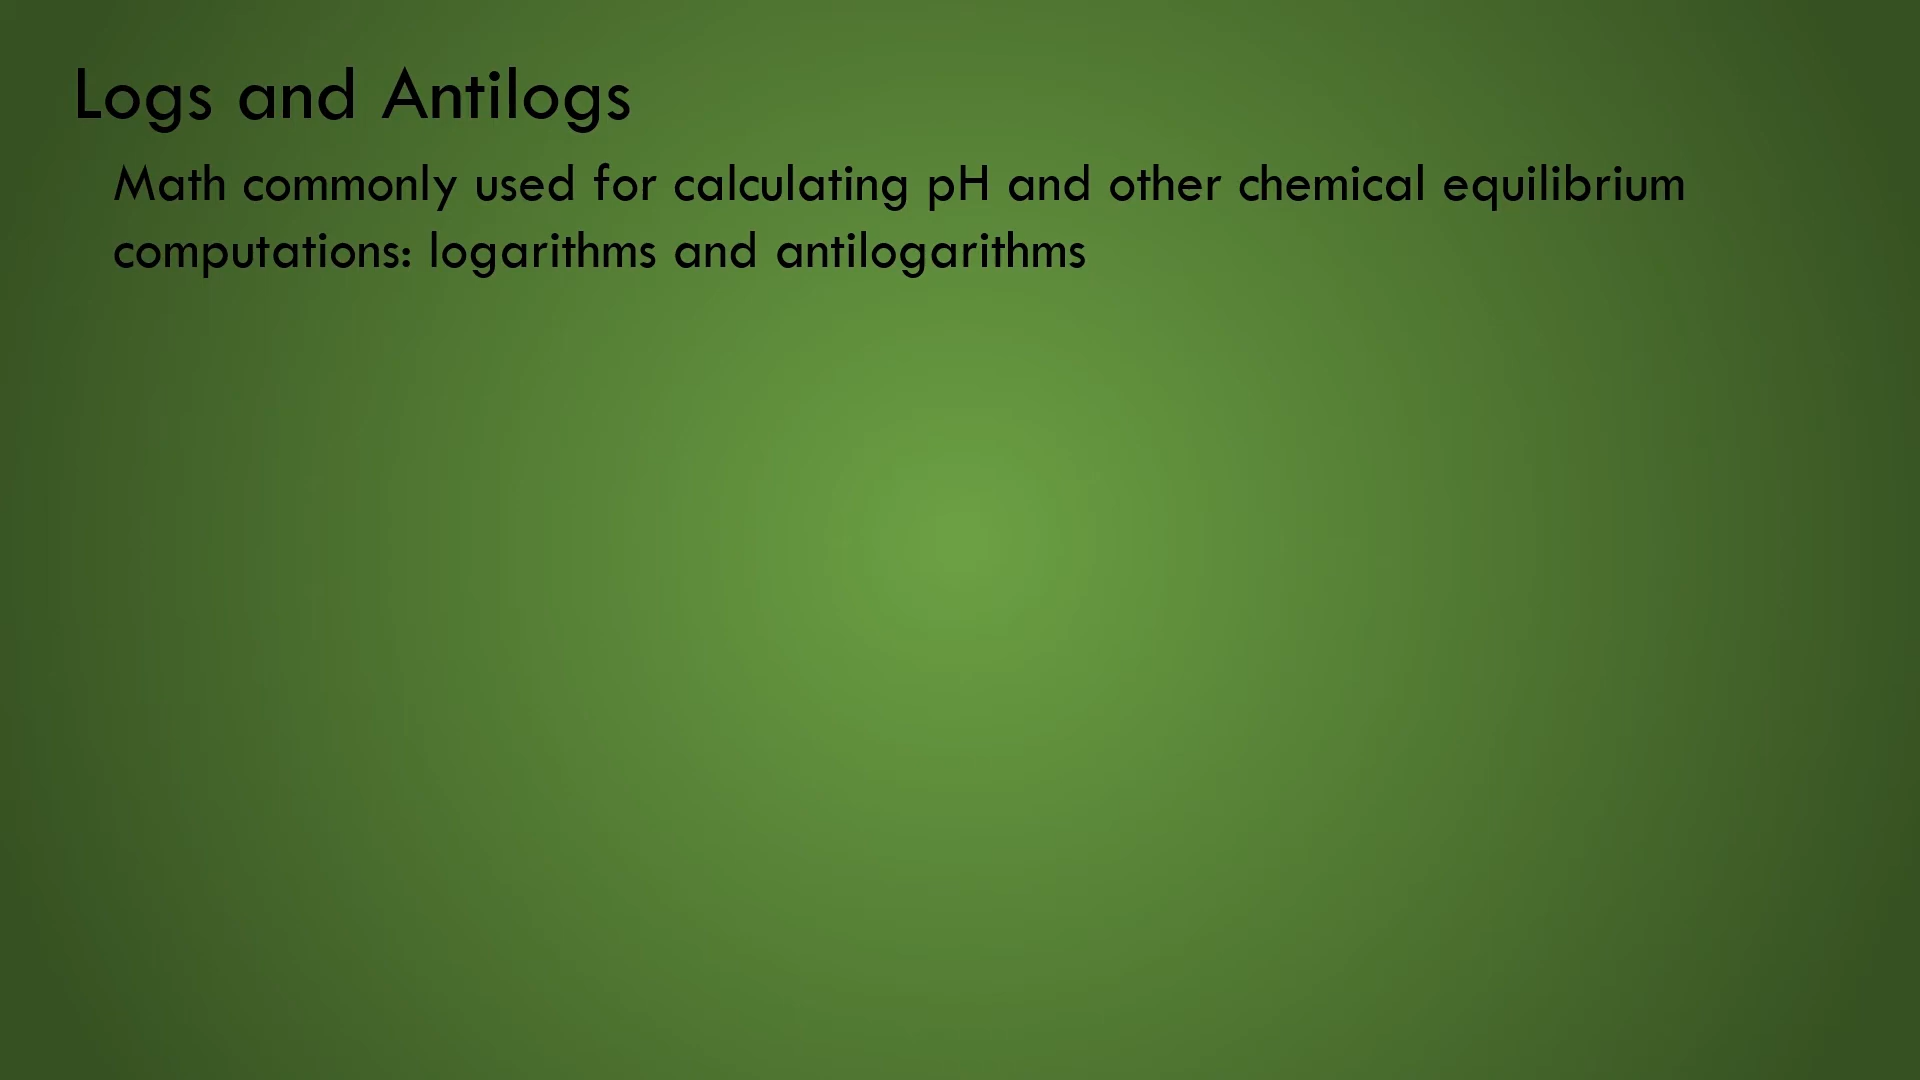 Logs and Antilogs
Math commonly used for calculating pH and other chemical equilibrium
computations: logarithms and antilogarithms